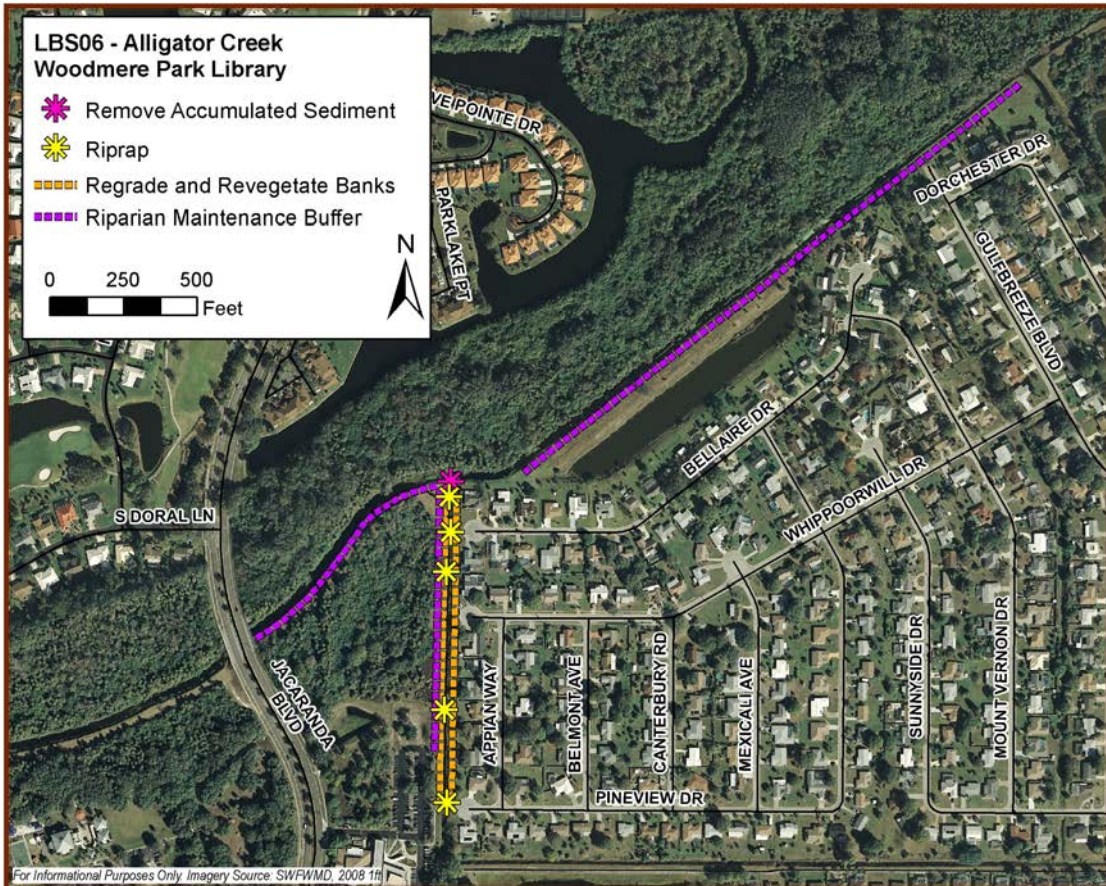 LBS06 - Alligator Creek
Woodmere Park Library
Remove Accumulated Sediment
Riprap
Regrade and Revegetate Banks
Riparian Maintenance Buffer
N
0 250 500
Feet
VE POINTE DR
PARKLAKE PT
DORCHESTER DR
GULFBREEZE BLVD
BELLAIRE DR
WHIPPOORWILL DR
S DORAL LN
JACARANDA
BLVD
APPIAN WAY
BELMONT AVE
CANTERBURY RD
MEXICALI AVE
SUNNYSIDE DR
MOUNT VERNON DR
PINEVIEW DR
For Informational Purposes Only. Imagery Source: SWFWMD, 2008 1ft